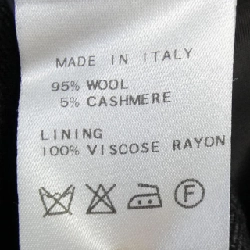 MADE IN ITALY
95% WOOL
5% CASHMERE
LINING
100% VISCOSE RAYON
F